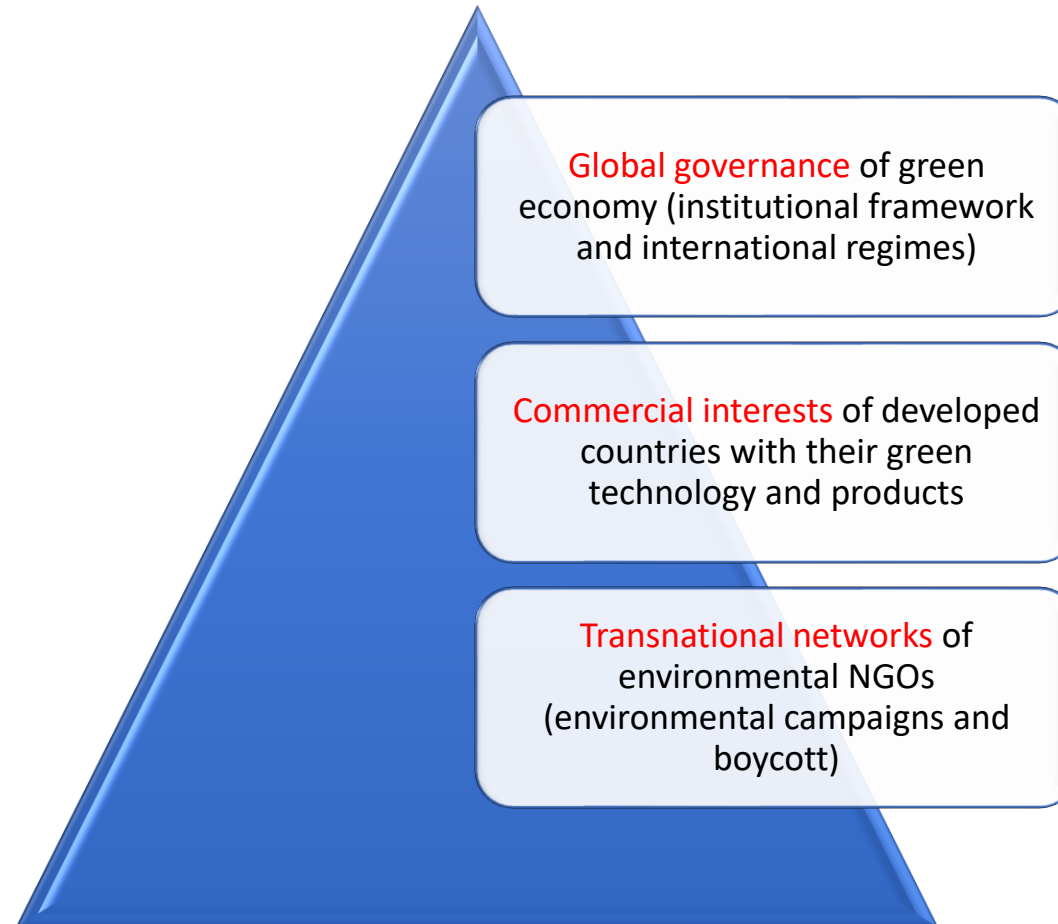 Global governance of green
economy (institutional framework
and international regimes)
Commercial interests of developed
countries with their green
technology and products
Transnational networks of
environmental NGOs
(environmental campaigns and
boycott)